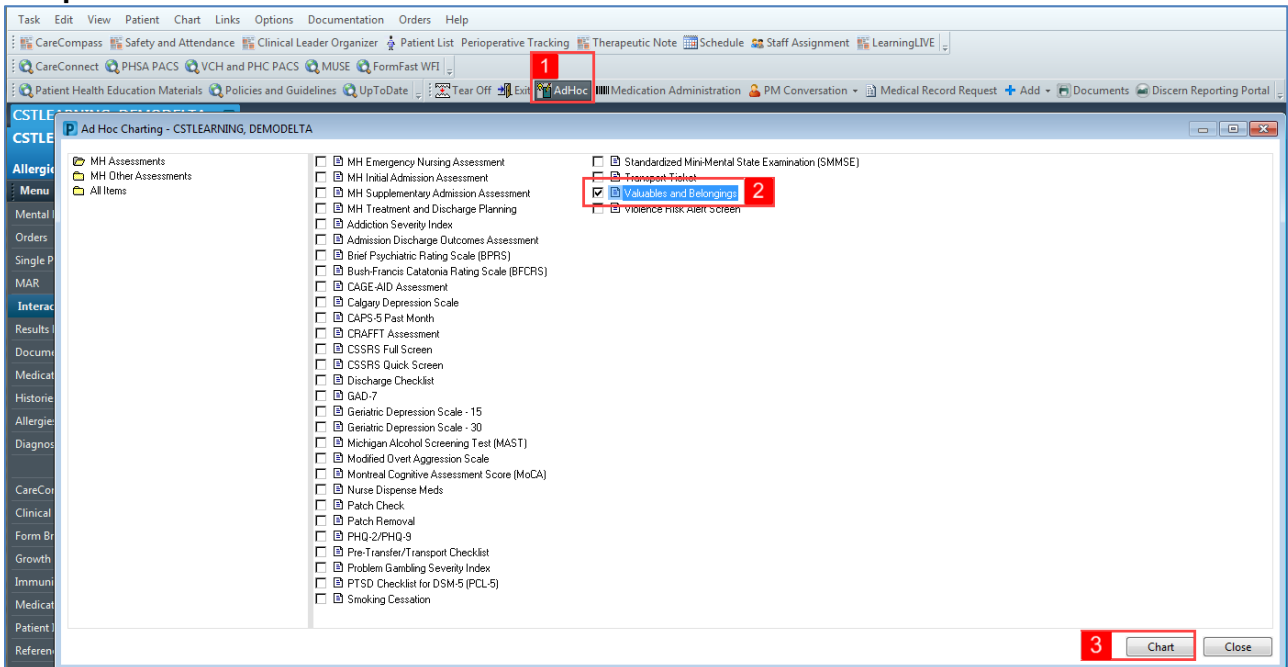 Task Edit View Patient Chart Links Options Documentation Orders Help
CareCompass Safety and Attendance Clinical Leader Organizer Patient List Perioperative Tracking Therapeutic Note Schedule Staff Assignment LearningLIVE
CareConnect PHSA PACS VCH and PHC PACS MUSE FormFast WFI
1
Patient Health Education Materials Policies and Guidelines UpToDate Tear Off Exit AdHoc Medication Administration PM Conversation Medical Record Request Add Documents Discern Reporting Portal
Ad Hoc Charting - CSTLEARNING, DEMODELTA
CSTLE
Allergie
Menu
Mental
Orders
Single P
MAR
Interac
Results
Docume
Medicat
Historie
Allergie
Diagnos
CareCo
Clinical
Form Br
Growth
Immuni
Medicat
Patient
Referen
MH Assessments
MH Other Assessments
All Items
MH Emergency Nursing Assessment
MH Initial Admission Assessment
MH Supplementary Admission Assessment
MH Treatment and Discharge Planning
Addiction Severity Index
Admission Discharge Outcomes Assessment
Brief Psychiatric Rating Scale (BPRS)
Bush-Francis Catatonia Rating Scale (BFCRS)
CAGE-AID Assessment
Calgary Depression Scale
CAPS-5 Past Month
CRAFFT Assessment
CSSRS Full Screen
CSSRS Quick Screen
Discharge Checklist
GAD-7
Geriatric Depression Scale - 15
Geriatric Depression Scale - 30
Michigan Alcohol Screening Test (MAST)
Modified Overt Aggression Scale
Montreal Cognitive Assessment Score (MoCA)
Nurse Dispense Meds
Patch Check
Patch Removal
PHQ-2/PHQ-9
Pre-Transfer/Transport Checklist
Problem Gambling Severity Index
PTSD Checklist for DSM-5 (PCL-5)
Smoking Cessation
Standardized Mini-Mental State Examination (SMMSE)
Transport Ticket
Valuables and Belongings 2
Violence Risk Alert Screen
3 Chart Close